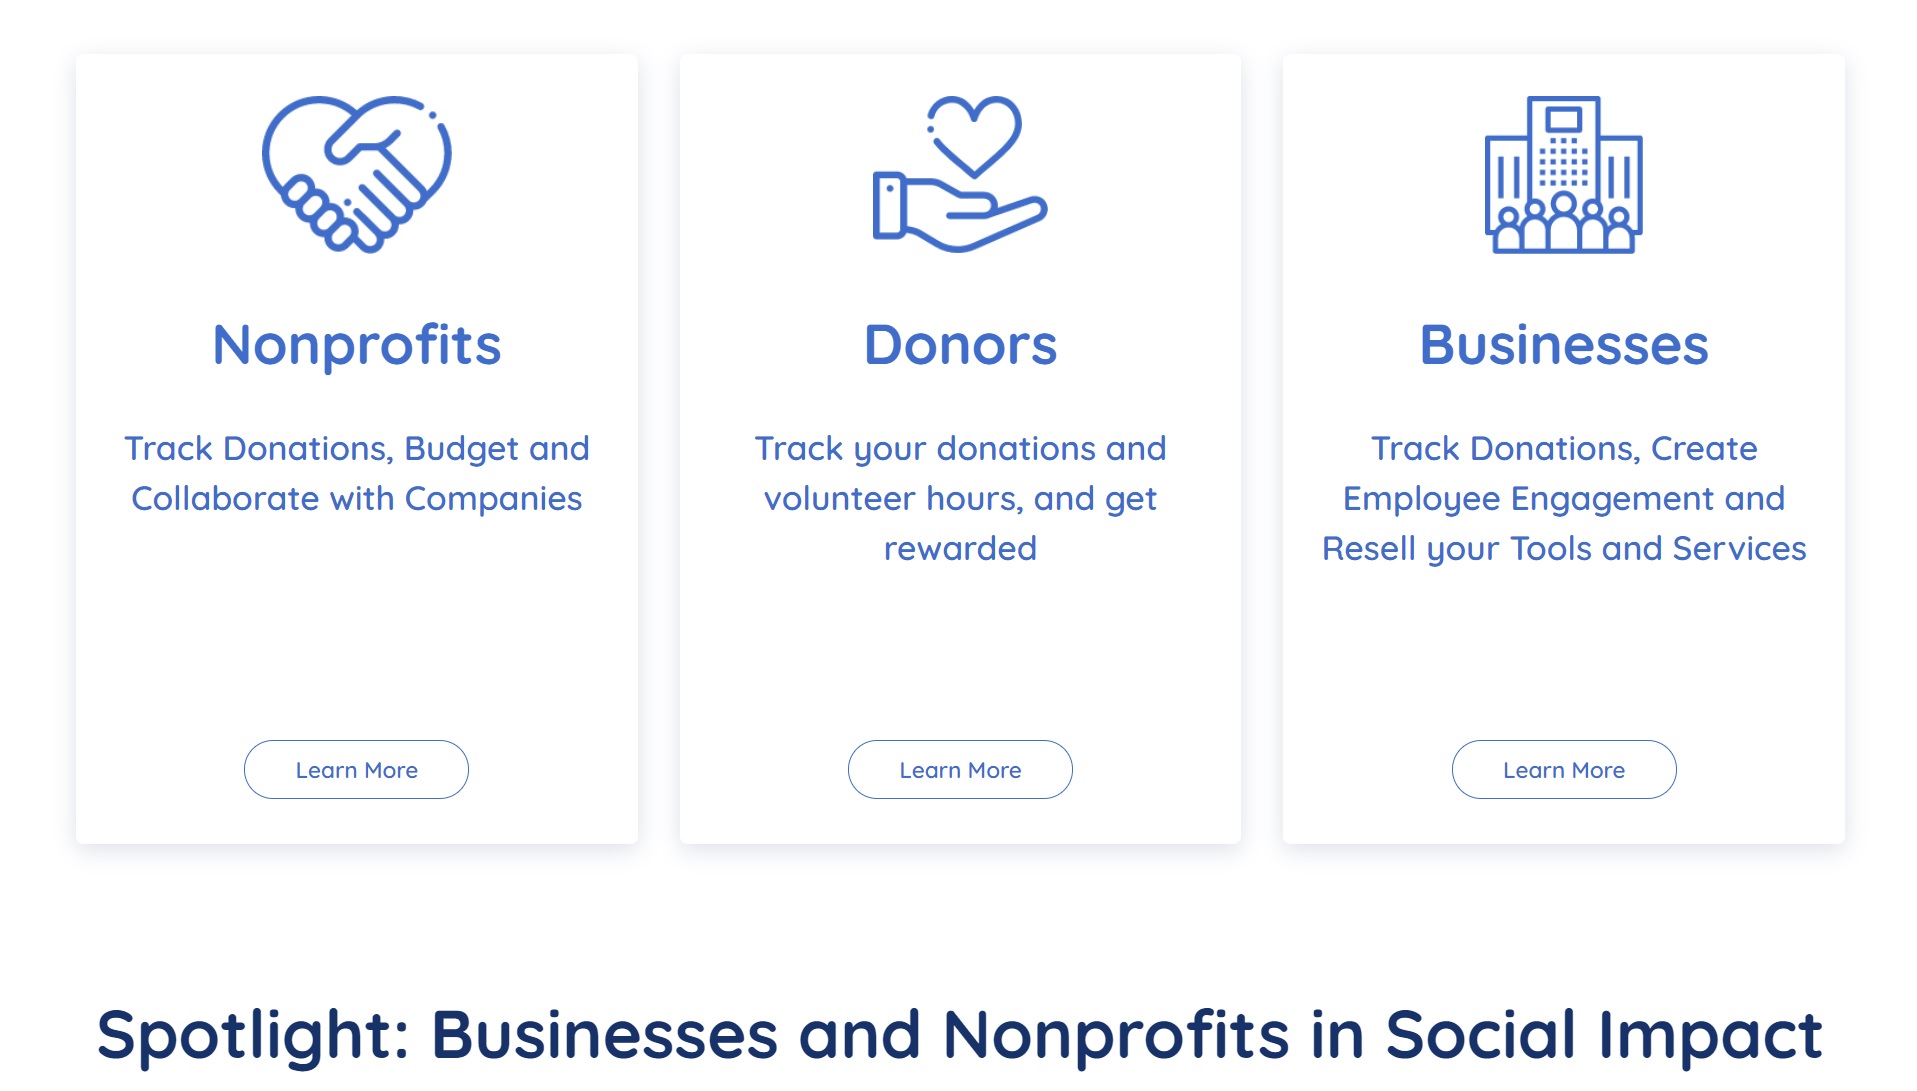 Nonprofits
Track Donations, Budget and
Collaborate with Companies
Learn More
Donors
Track your donations and
volunteer hours, and get
rewarded
Learn More
Businesses
Track Donations, Create
Employee Engagement and
Resell your Tools and Services
Learn More
Spotlight: Businesses and Nonprofits in Social Impact